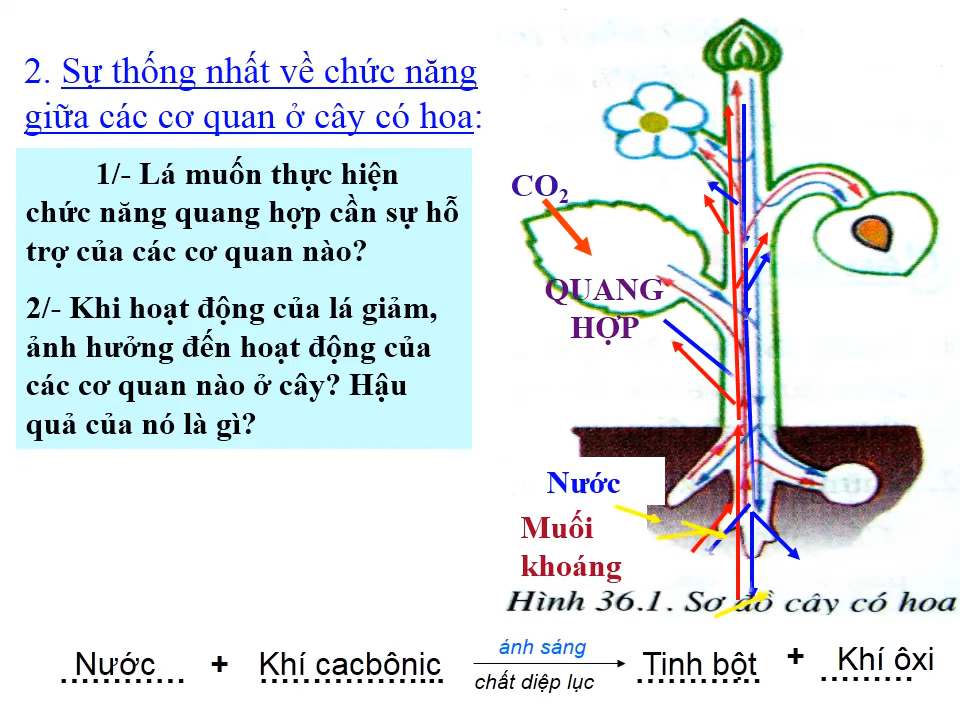 2. Sự thống nhất về chức năng
giữa các cơ quan ở cây có hoa:
1/- Lá muốn thực hiện
chức năng quang hợp cần sự hỗ
trợ của các cơ quan nào?
2/- Khi hoạt động của lá giảm,
ảnh hưởng đến hoạt động của
các cơ quan nào ở cây? Hậu
quả của nó là gì?
CO₂
QUANG
HỢP
Nước
Muối
khoáng
Hình 36.1. Sơ đồ cây có hoa
Nước + Khí cacbônic ánh sáng Tinh bột + Khí ôxi
chất diệp lục